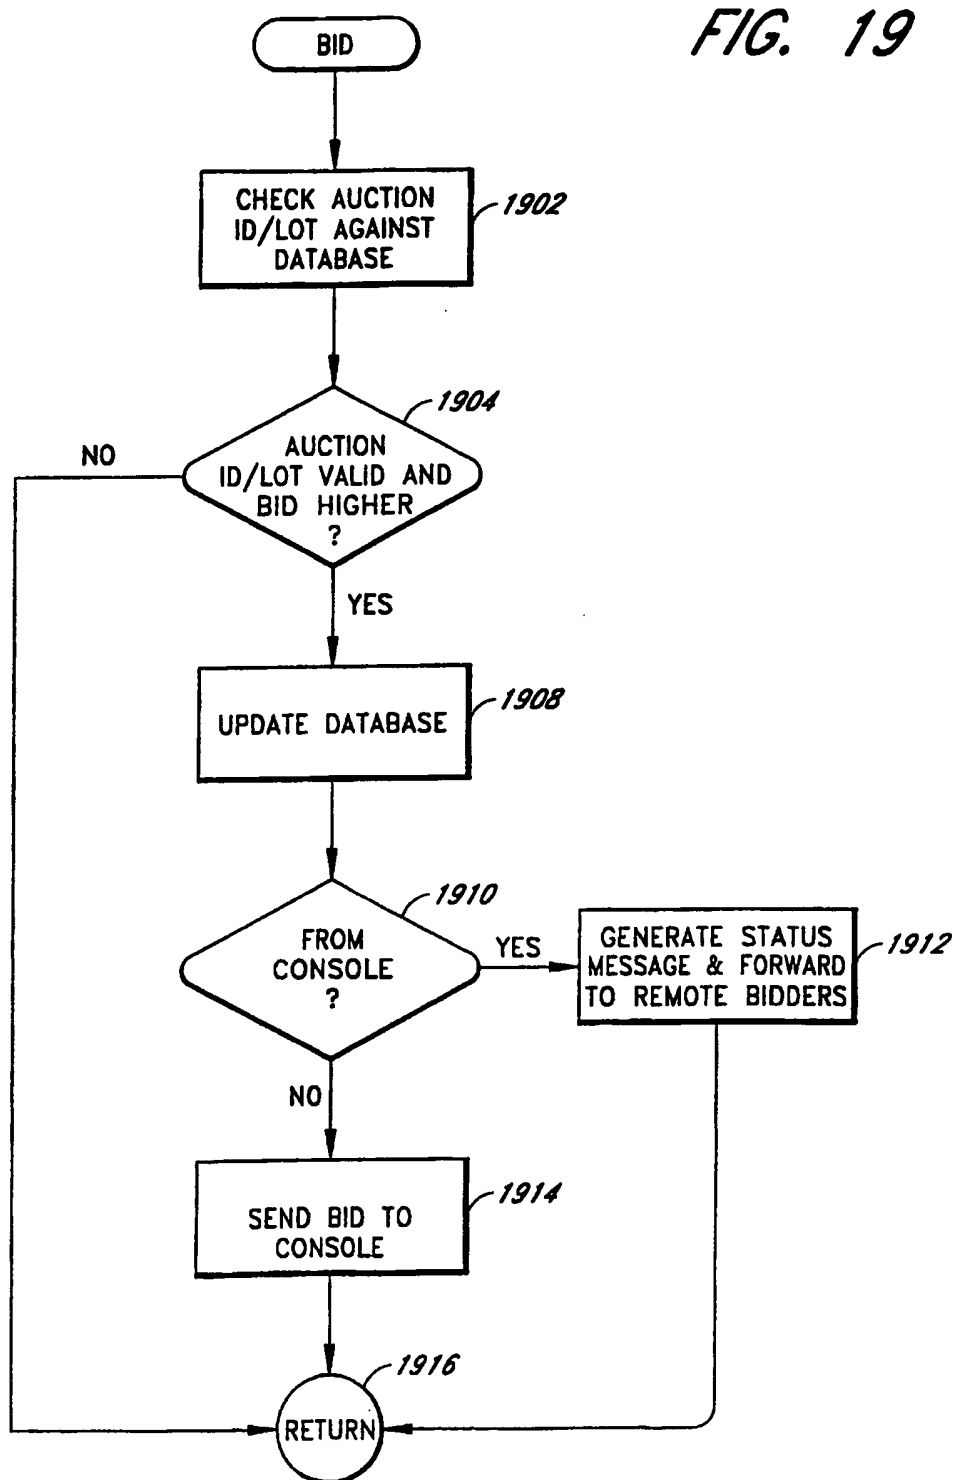 FIG. 19
BID
CHECK AUCTION
ID/LOT AGAINST
DATABASE
1902
1904
AUCTION
ID/LOT VALID AND
BID HIGHER
?
NO
YES
UPDATE DATABASE
1908
1910
FROM
CONSOLE
?
YES
GENERATE STATUS
MESSAGE & FORWARD
TO REMOTE BIDDERS
1912
NO
SEND BID TO
CONSOLE
1914
1916
RETURN